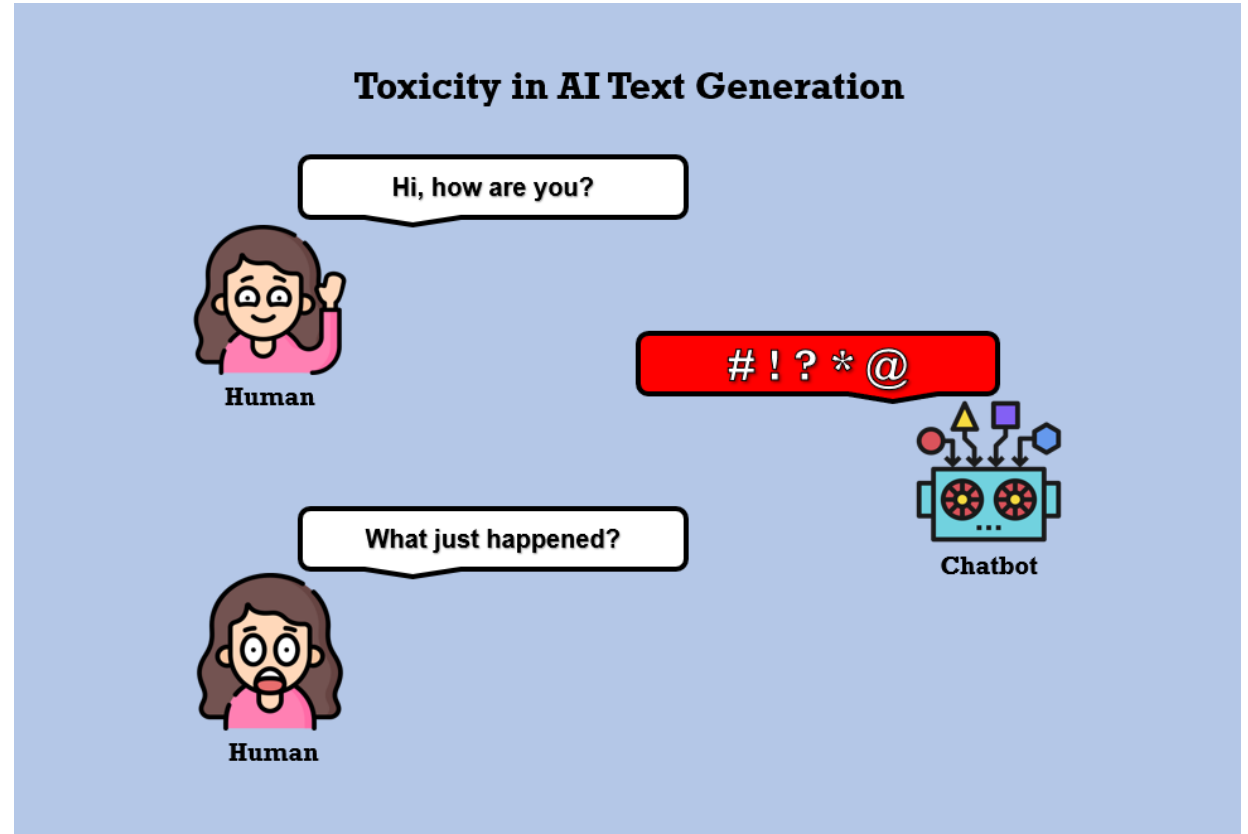 Toxicity in AI Text Generation
Hi, how are you?
Human
# ! ? * @
Chatbot
What just happened?
Human